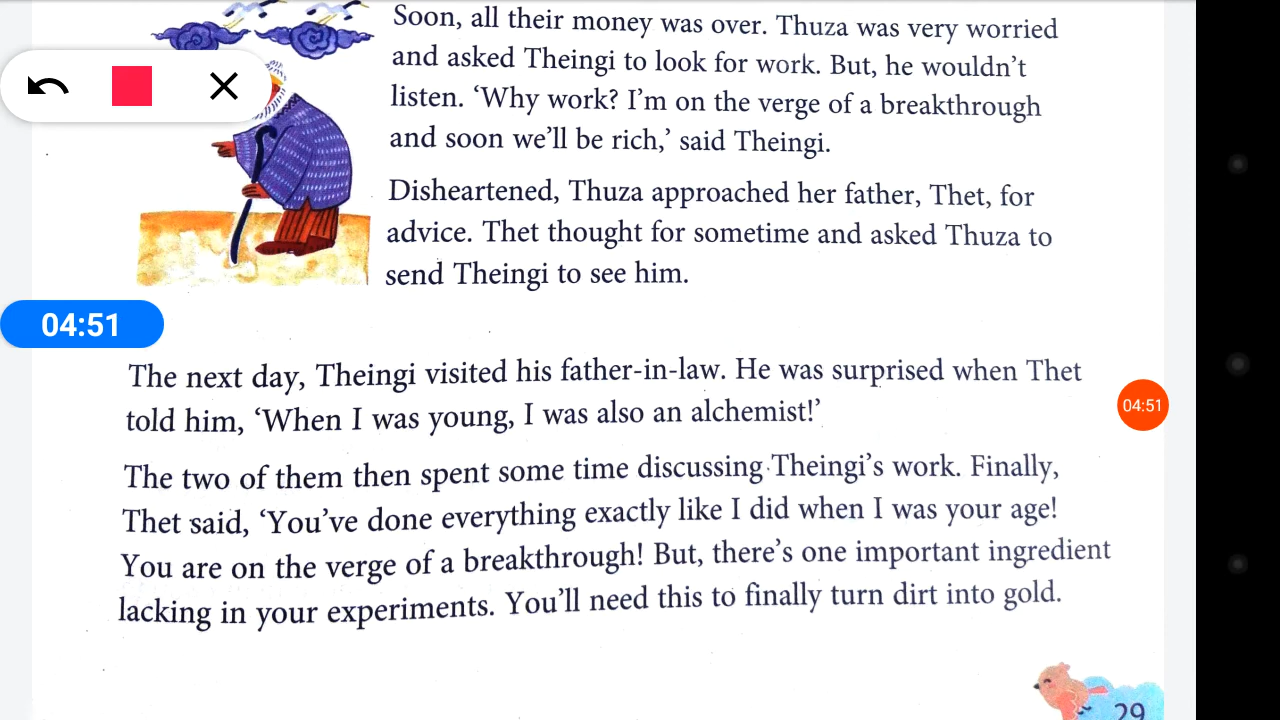 Soon, all their money was over. Thuza was very worried
and asked Theingi to look for work. But, he wouldn't
listen. 'Why work? I'm on the verge of a breakthrough
and soon we'll be rich,' said Theingi.
Disheartened, Thuza approached her father, Thet, for
advice. Thet thought for sometime and asked Thuza to
send Theingi to see him.
04:51
The next day, Theingi visited his father-in-law. He was surprised when Thet
told him, 'When I was young, I was also an alchemist!'
04:51
The two of them then spent some time discussing Theingi's work. Finally,
Thet said, 'You've done everything exactly like I did when I was your age!
You are on the verge of a breakthrough! But, there's one important ingredient
lacking in your experiments. You'll need this to finally turn dirt into gold.
29